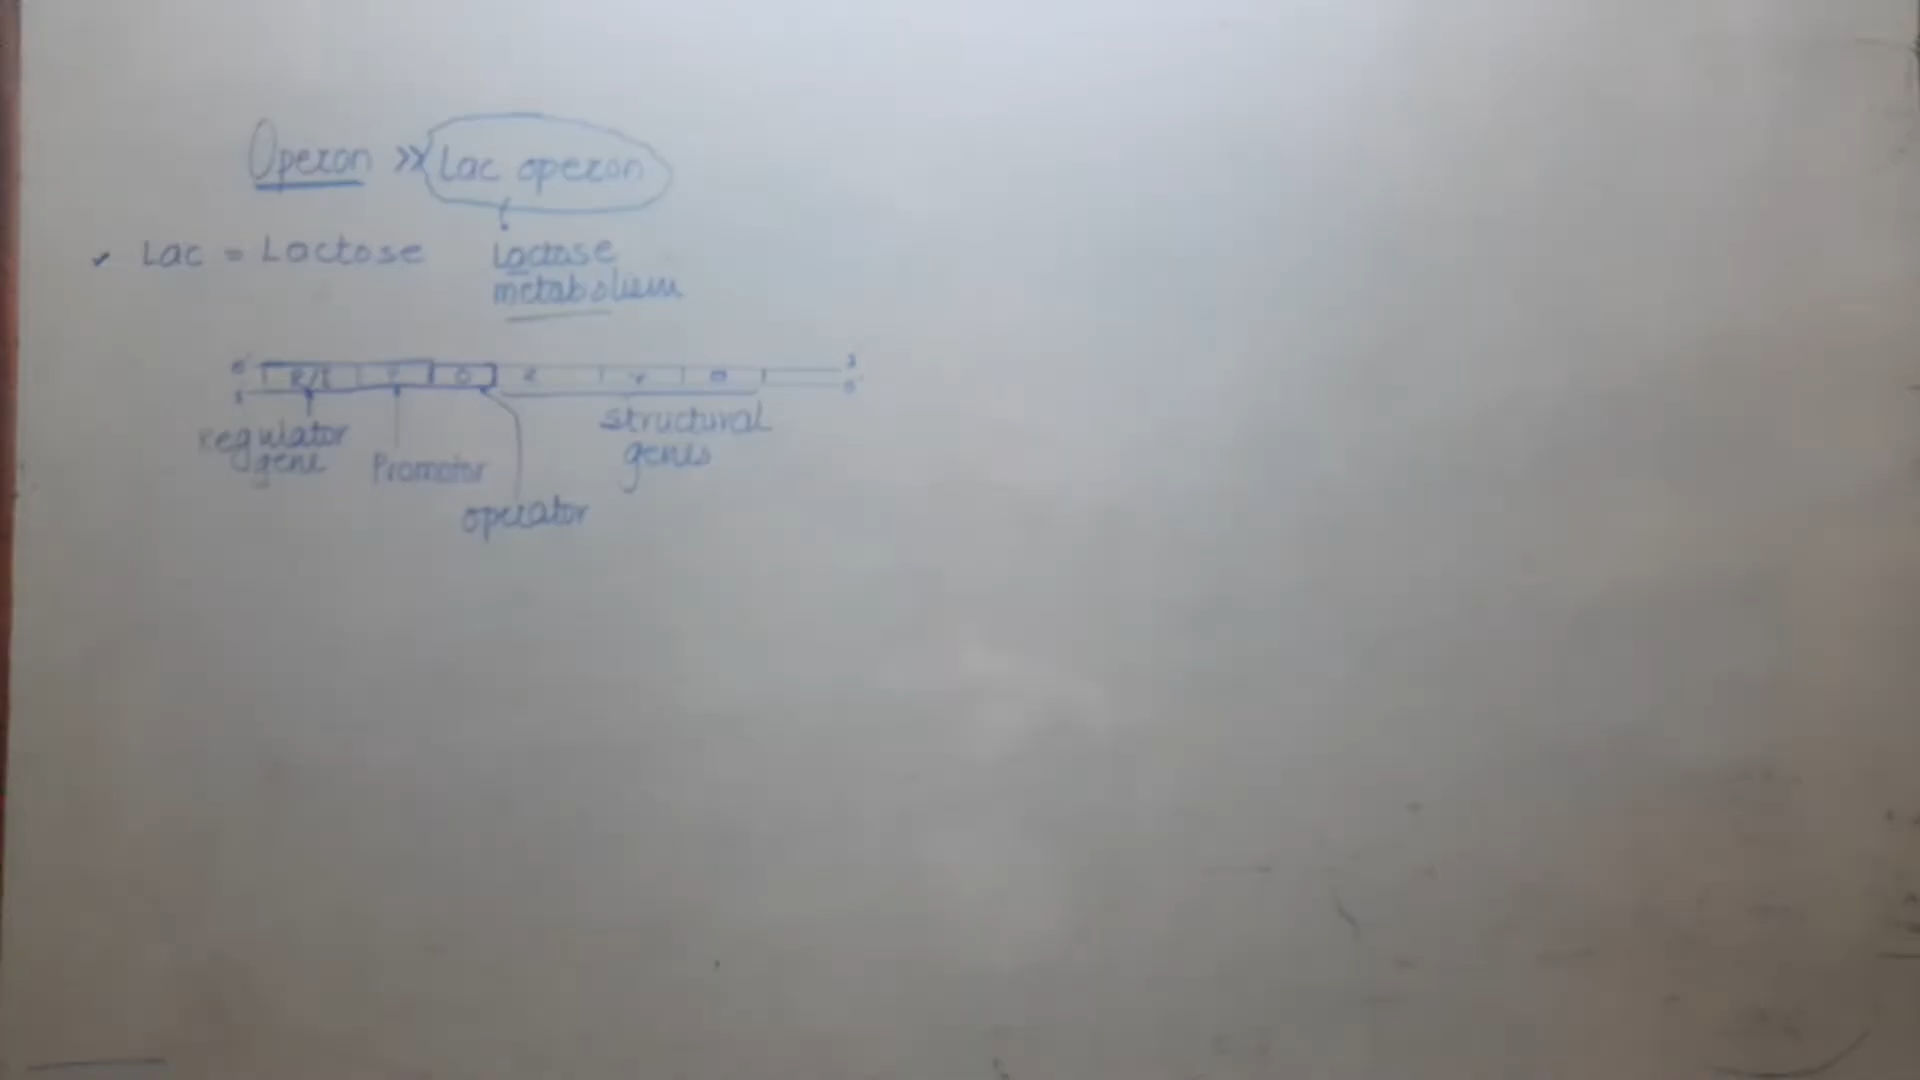 Operon >> Lac operon
✓ Lac = Lactose
Lactose
metabolism
R/I P O z y a
Regulator
gene
Promotor
operator
structural
genes